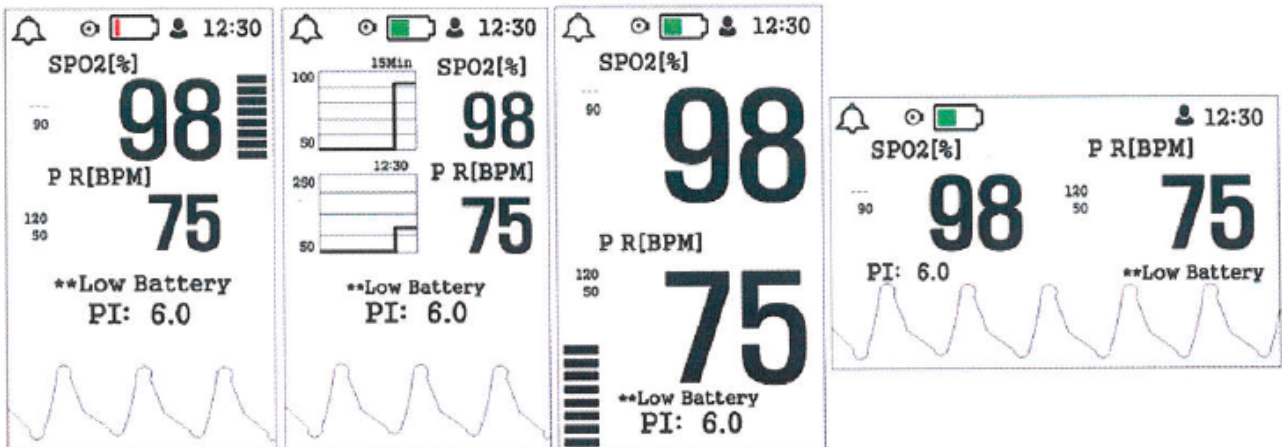 12:30
SPO2[%]
---
90
98
P R[BPM]
120
50
75
**Low Battery
PI: 6.0
12:30
15Min
SPO2[%]
100
50
98
12:30
P R[BPM]
250
50
75
**Low Battery
PI: 6.0
12:30
SPO2[%]
---
90
98
P R[BPM]
120
50
75
**Low Battery
PI: 6.0
12:30
SPO2[%]
P R[BPM]
---
90
98
120
50
75
PI: 6.0
**Low Battery